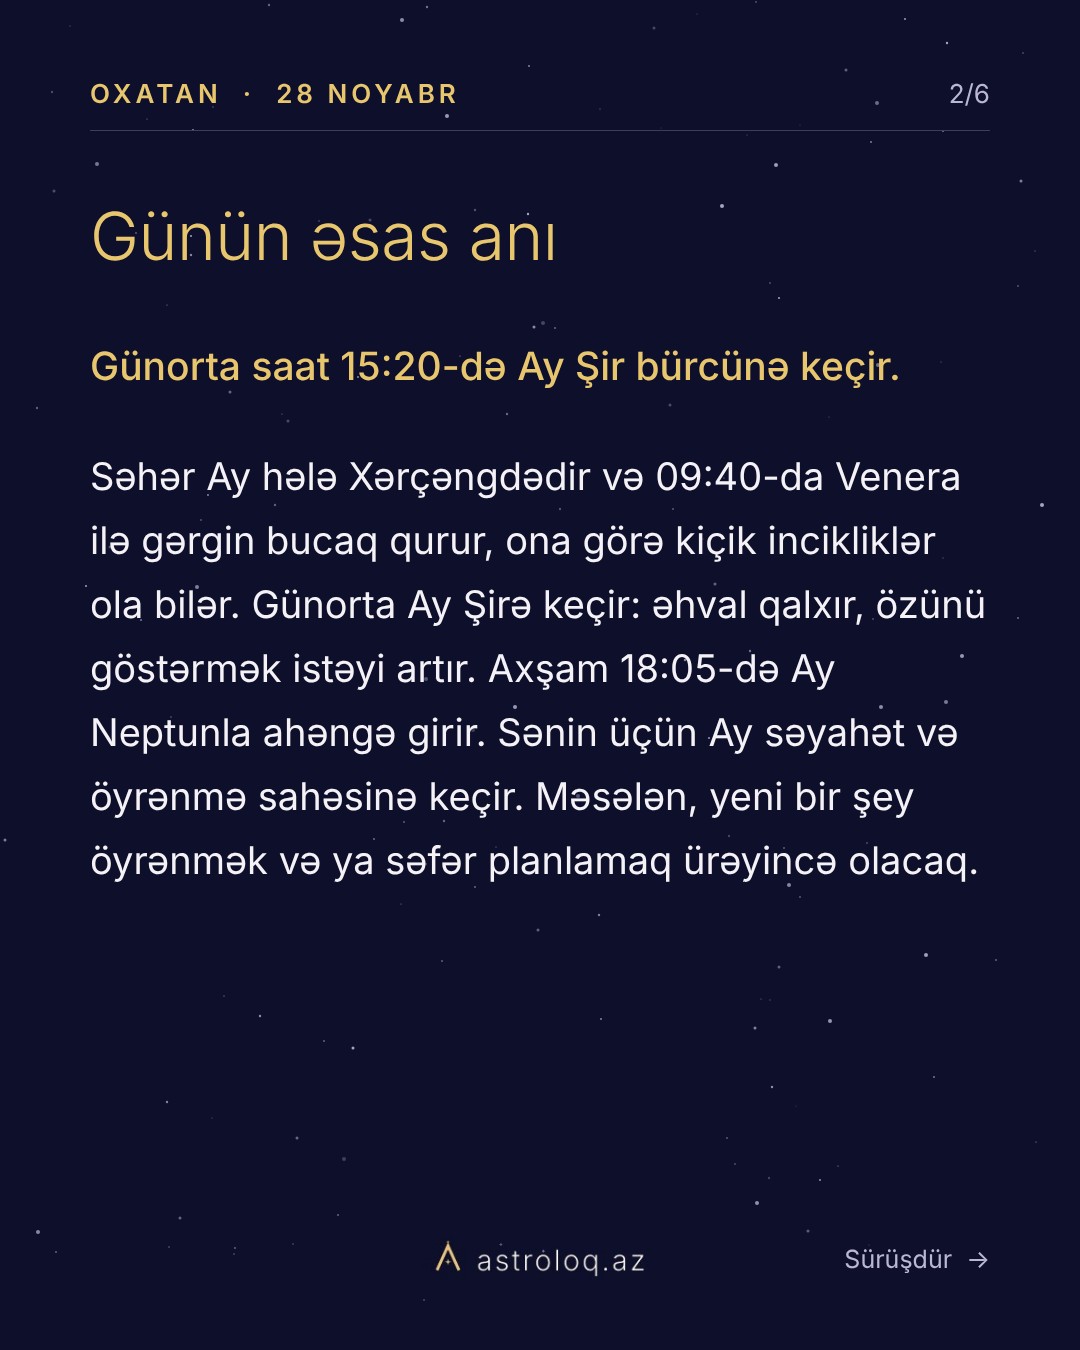 OXATAN · 28 NOYABR
2/6
Günün əsas anı
Günorta saat 15:20-də Ay Şir bürcünə keçir.
Səhər Ay hələ Xərçəngdədir və 09:40-da Venera
ilə gərgin bucaq qurur, ona görə kiçik incikliklər
ola bilər. Günorta Ay Şirə keçir: əhval qalxır, özünü
göstərmək istəyi artır. Axşam 18:05-də Ay
Neptunla ahəngə girir. Sənin üçün Ay səyahət və
öyrənmə sahəsinə keçir. Məsələn, yeni bir şey
öyrənmək və ya səfər planlamaq ürəyincə olacaq.
astroloq.az
Sürüşdür →